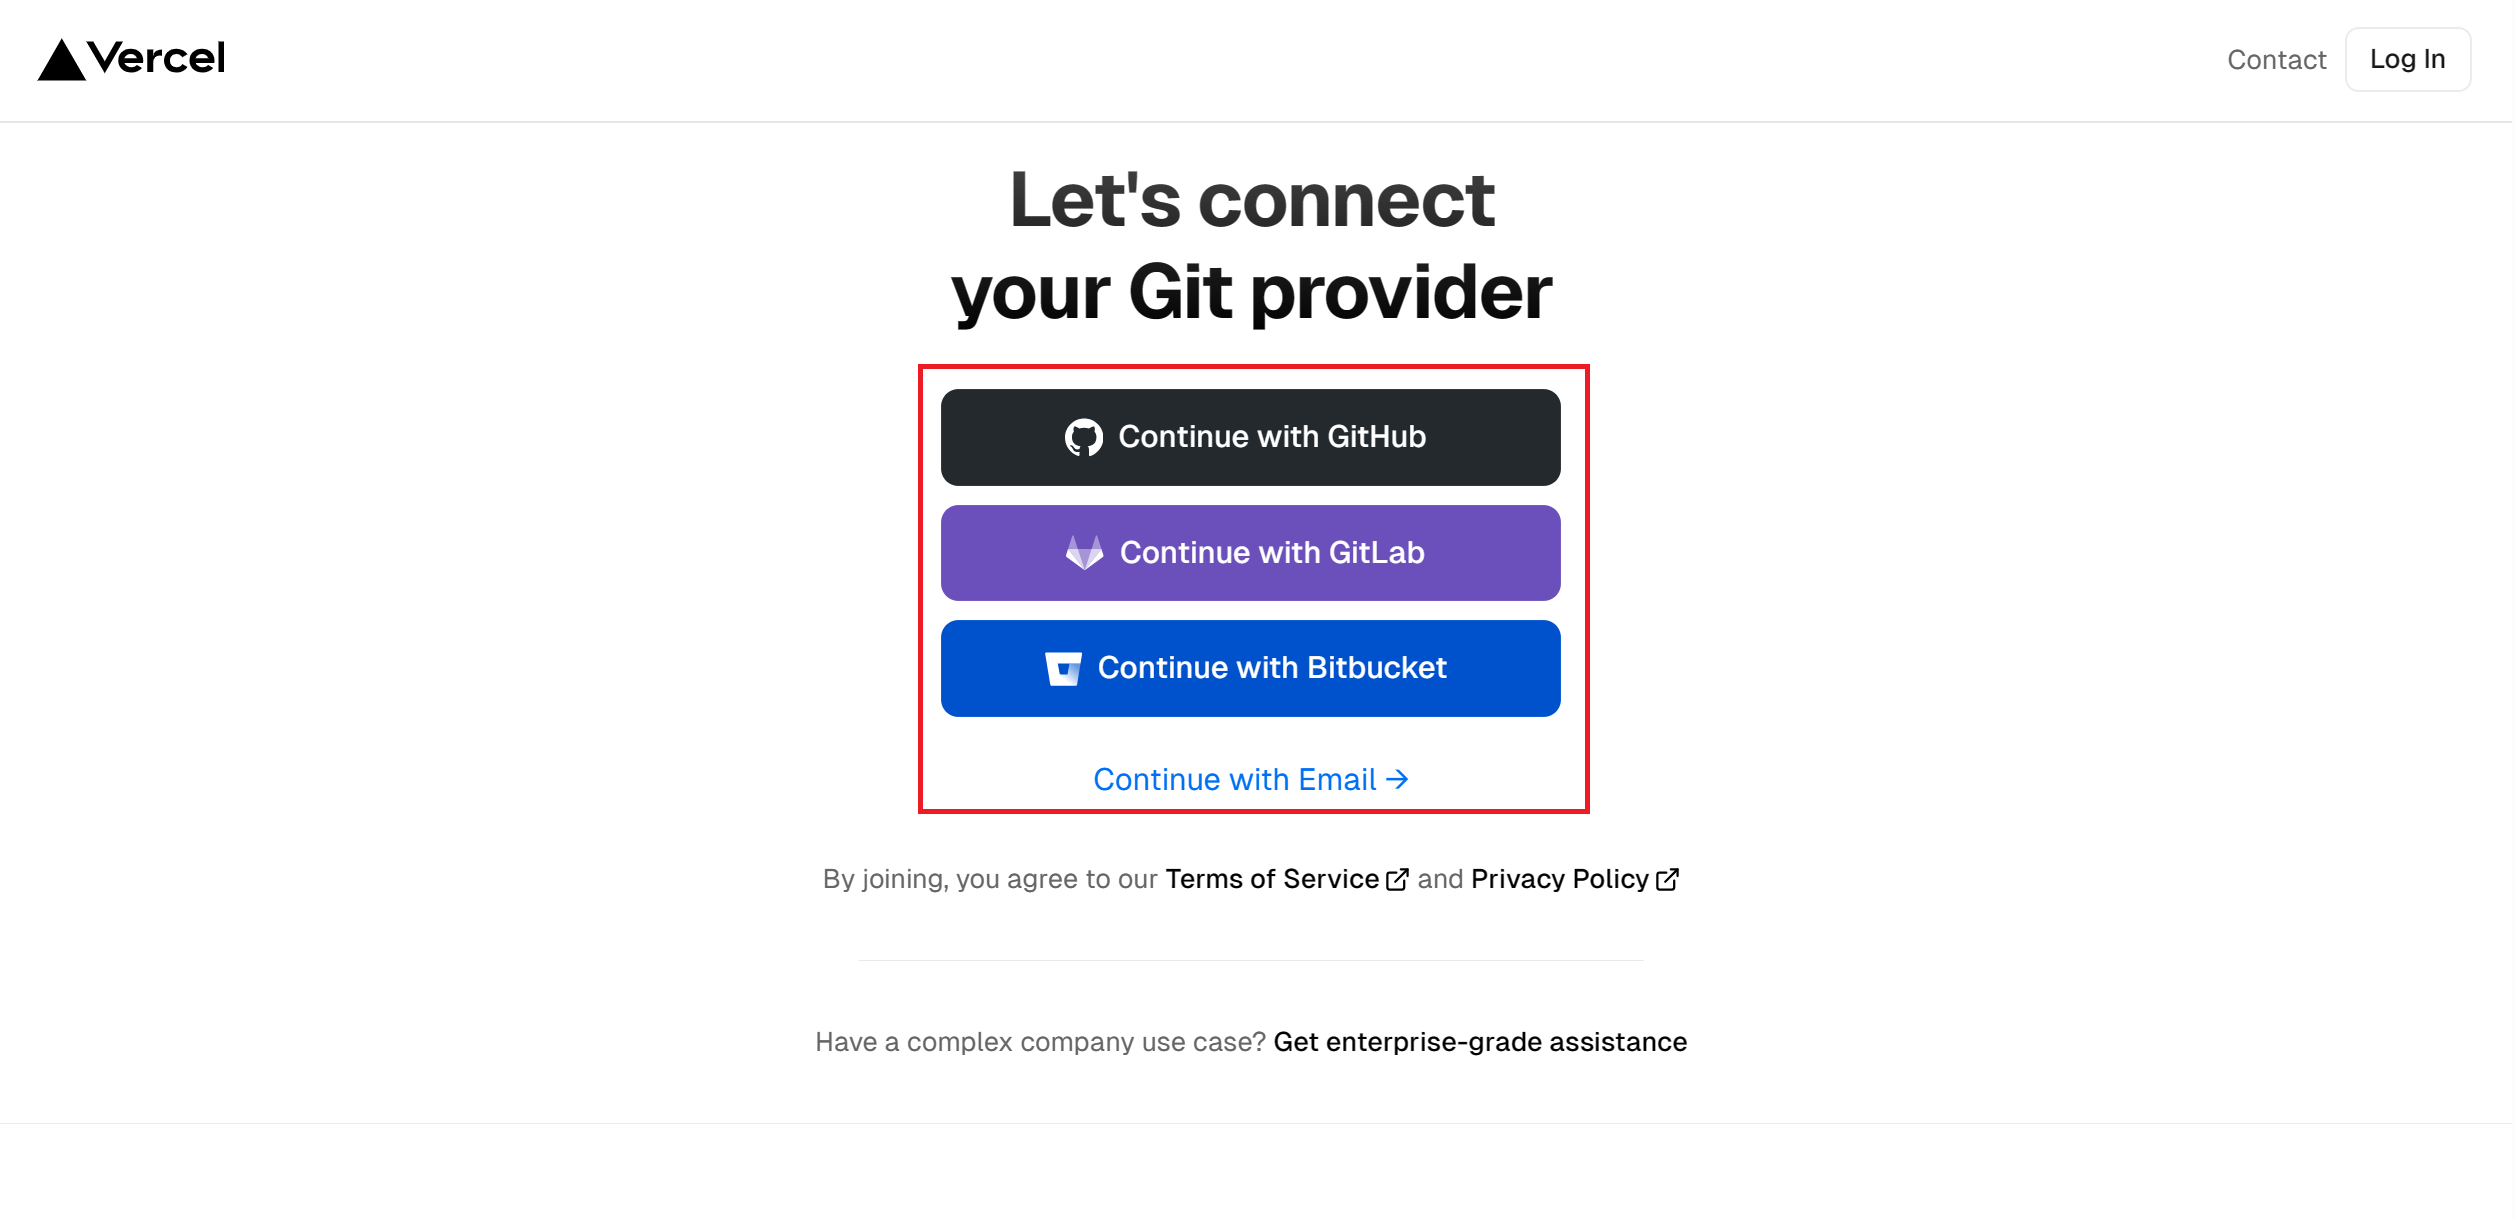 Vercel
Contact
Log In
Let's connect
your Git provider
Continue with GitHub
Continue with GitLab
Continue with Bitbucket
Continue with Email →
By joining, you agree to our Terms of Service and Privacy Policy
Have a complex company use case? Get enterprise-grade assistance